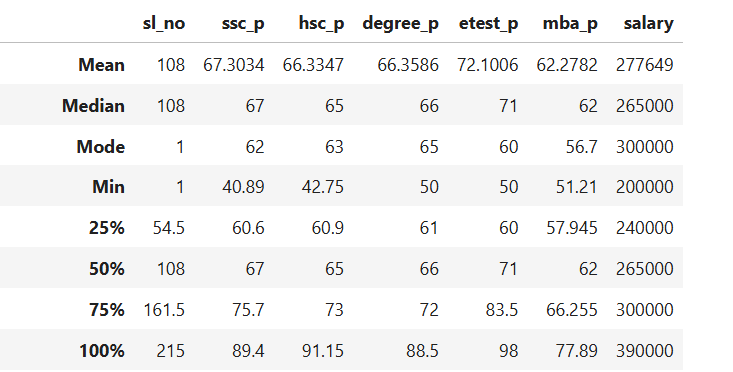 sl_no ssc_p hsc_p degree_p etest_p mba_p salary
Mean 108 67.3034 66.3347 66.3586 72.1006 62.2782 277649
Median 108 67 65 66 71 62 265000
Mode 1 62 63 65 60 56.7 300000
Min 1 40.89 42.75 50 50 51.21 200000
25% 54.5 60.6 60.9 61 60 57.945 240000
50% 108 67 65 66 71 62 265000
75% 161.5 75.7 73 72 83.5 66.255 300000
100% 215 89.4 91.15 88.5 98 77.89 390000